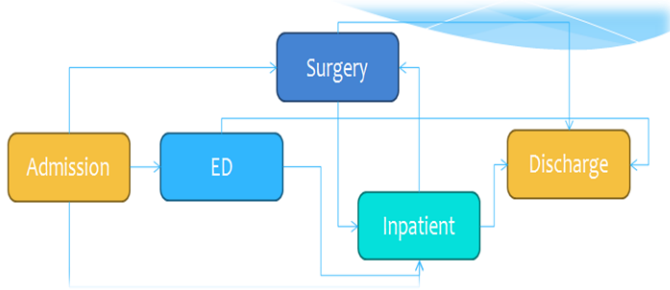 Surgery
Admission
ED
Discharge
Inpatient